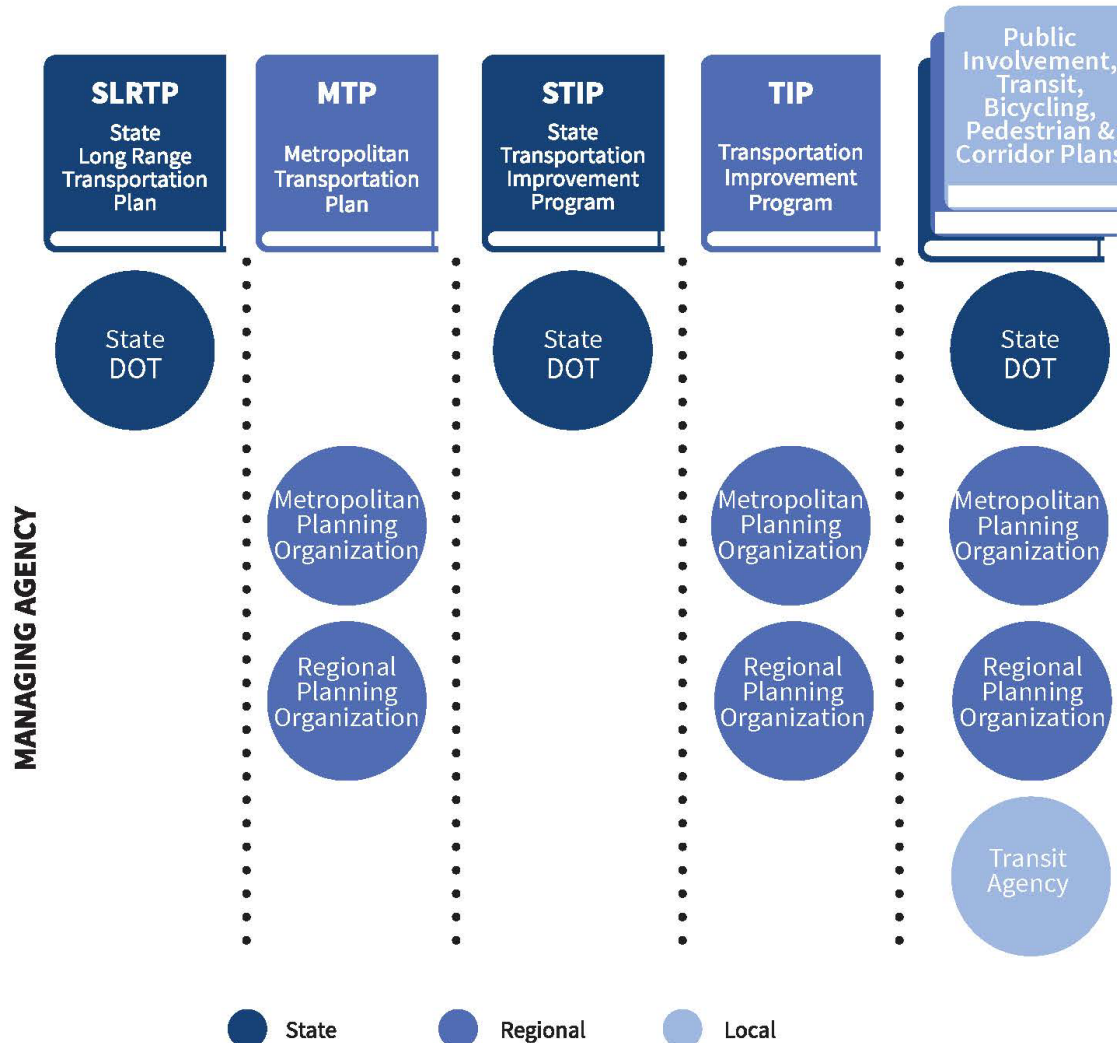 SLRTP
State
Long Range
Transportation
Plan
MTP
Metropolitan
Transportation
Plan
STIP
State
Transportation
Improvement
Program
TIP
Transportation
Improvement
Program
Public
Involvement,
Transit,
Bicycling,
Pedestrian &
Corridor Plans
MANAGING AGENCY
State
DOT
State
DOT
State
DOT
Metropolitan
Planning
Organization
Metropolitan
Planning
Organization
Metropolitan
Planning
Organization
Regional
Planning
Organization
Regional
Planning
Organization
Regional
Planning
Organization
Transit
Agency
State
Regional
Local